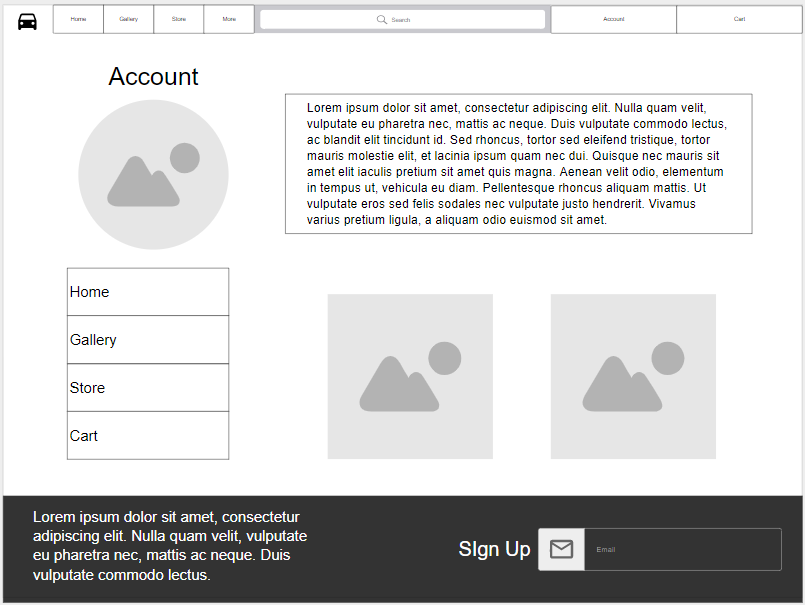 Home
Gallery
Store
More
Search
Account
Cart
Account
Lorem ipsum dolor sit amet, consectetur adipiscing elit. Nulla quam velit,
vulputate eu pharetra nec, mattis ac neque. Duis vulputate commodo lectus,
ac blandit elit tincidunt id. Sed rhoncus, tortor sed eleifend tristique, tortor
mauris molestie elit, et lacinia ipsum quam nec dui. Quisque nec mauris sit
amet elit iaculis pretium sit amet quis magna. Aenean velit odio, elementum
in tempus ut, vehicula eu diam. Pellentesque rhoncus aliquam mattis. Ut
vulputate eros sed felis sodales nec vulputate justo hendrerit. Vivamus
varius pretium ligula, a aliquam odio euismod sit amet.
Home
Gallery
Store
Cart
Lorem ipsum dolor sit amet, consectetur
adipiscing elit. Nulla quam velit, vulputate
eu pharetra nec, mattis ac neque. Duis
vulputate commodo lectus.
SIgn Up
Email